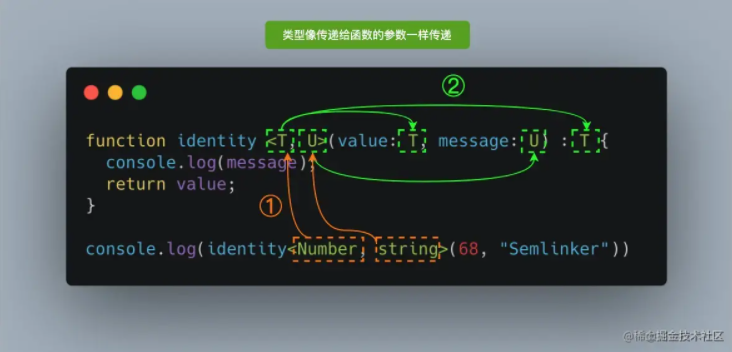 类型像传递给函数的参数一样传递
②
function identity <T, U>(value: T, message: U) : T {
console.log(message);
return value;
}
①
console.log(identity<Number, string>(68, "Semlinker"))
@稀土掘金技术社区